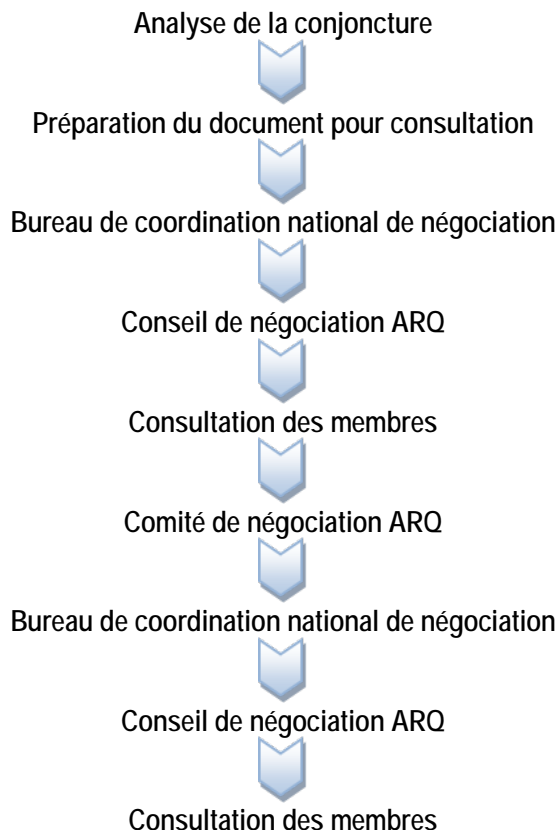 Analyse de la conjoncture
Préparation du document pour consultation
Bureau de coordination national de négociation
Conseil de négociation ARQ
Consultation des membres
Comité de négociation ARQ
Bureau de coordination national de négociation
Conseil de négociation ARQ
Consultation des membres